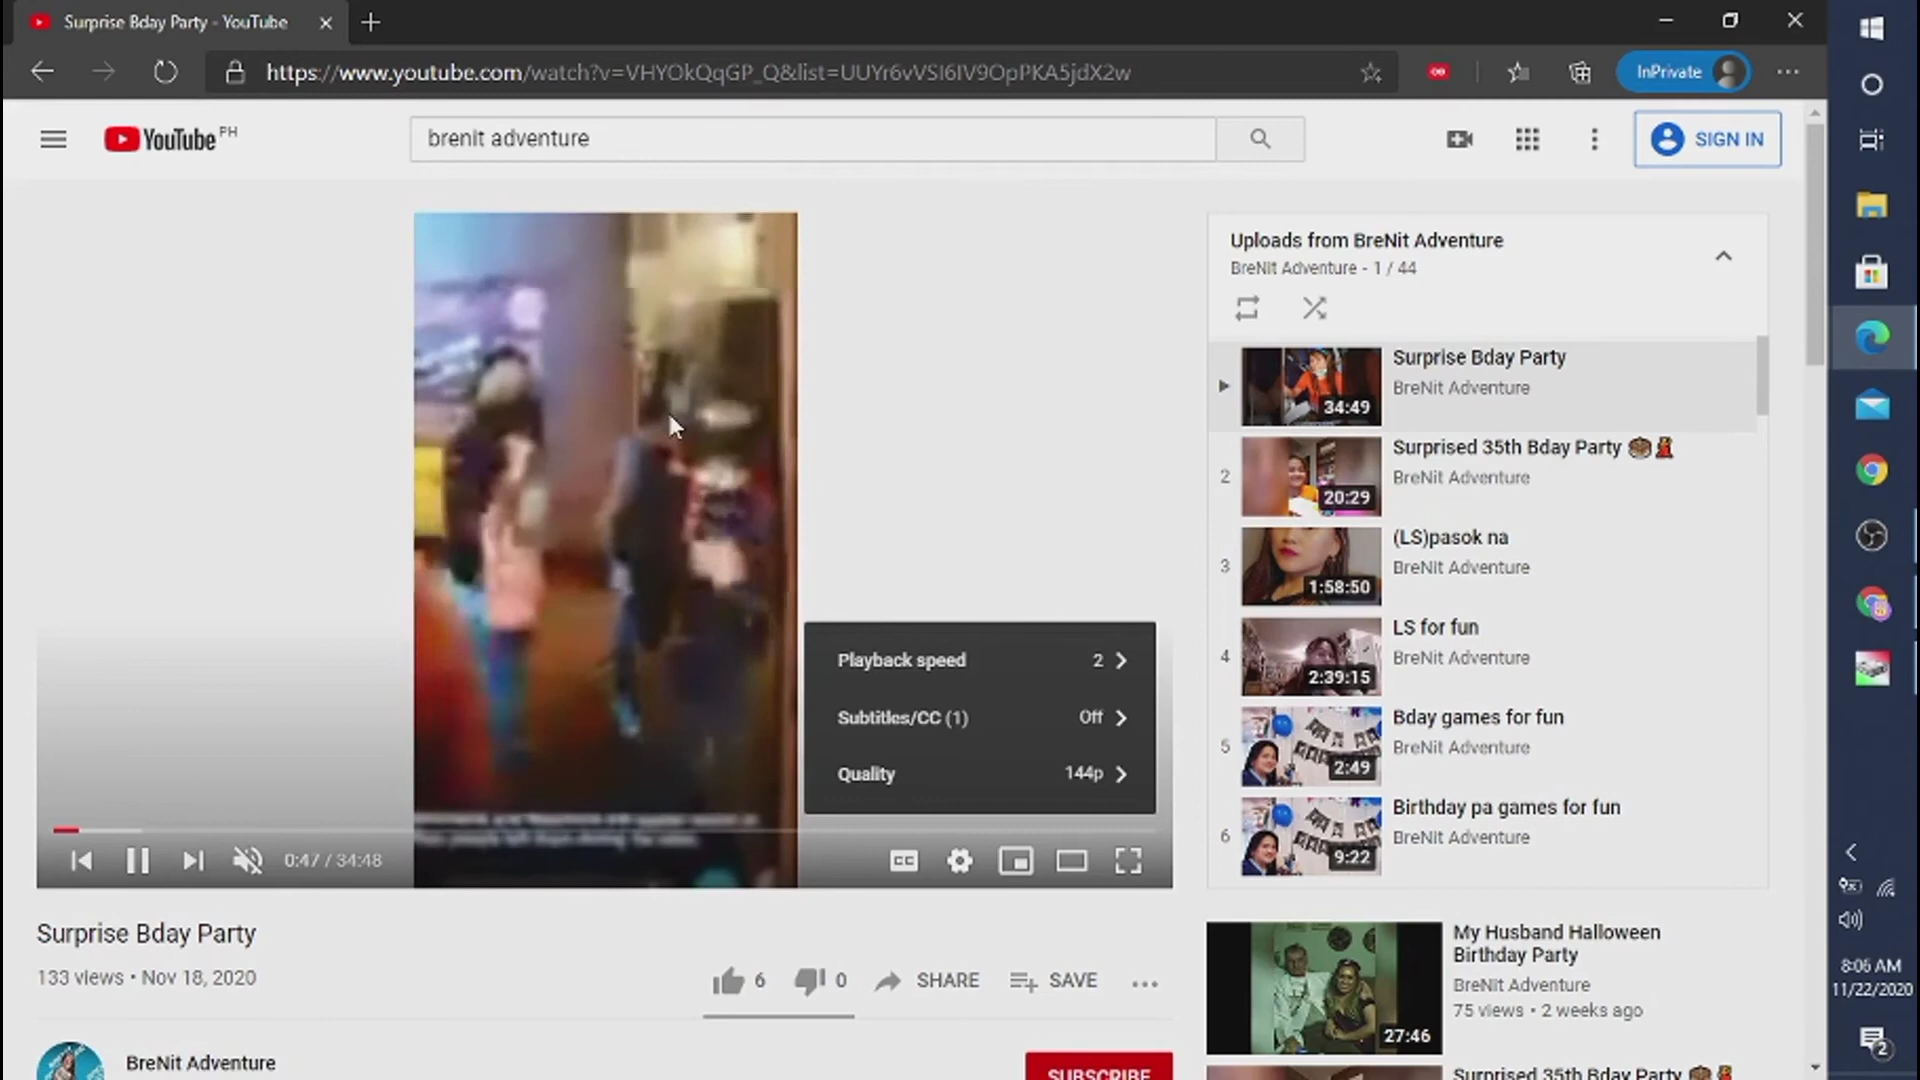 Surprise Bday Party - YouTube
https://www.youtube.com/watch?v=VHYOkQqGP_Q&list=UUYr6vVSI6IV9OpPKA5jdX2w
InPrivate
YouTube PH
brenit adventure
SIGN IN
Uploads from BreNit Adventure
BreNit Adventure - 1 / 44
Surprise Bday Party
BreNit Adventure
34:49
2
Surprised 35th Bday Party
BreNit Adventure
20:29
3
(LS)pasok na
BreNit Adventure
1:58:50
4
LS for fun
BreNit Adventure
2:39:15
5
Bday games for fun
BreNit Adventure
2:49
6
Birthday pa games for fun
BreNit Adventure
9:22
Playback speed 2
Subtitles/CC (1) Off
Quality 144p
0:47 / 34:48
CC
Surprise Bday Party
133 views • Nov 18, 2020
6 0 SHARE SAVE
BreNit Adventure
SUBSCRIBE
My Husband Halloween
Birthday Party
BreNit Adventure
75 views • 2 weeks ago
27:46
Surprised 35th Bday Party
8:06 AM
11/22/2020
2